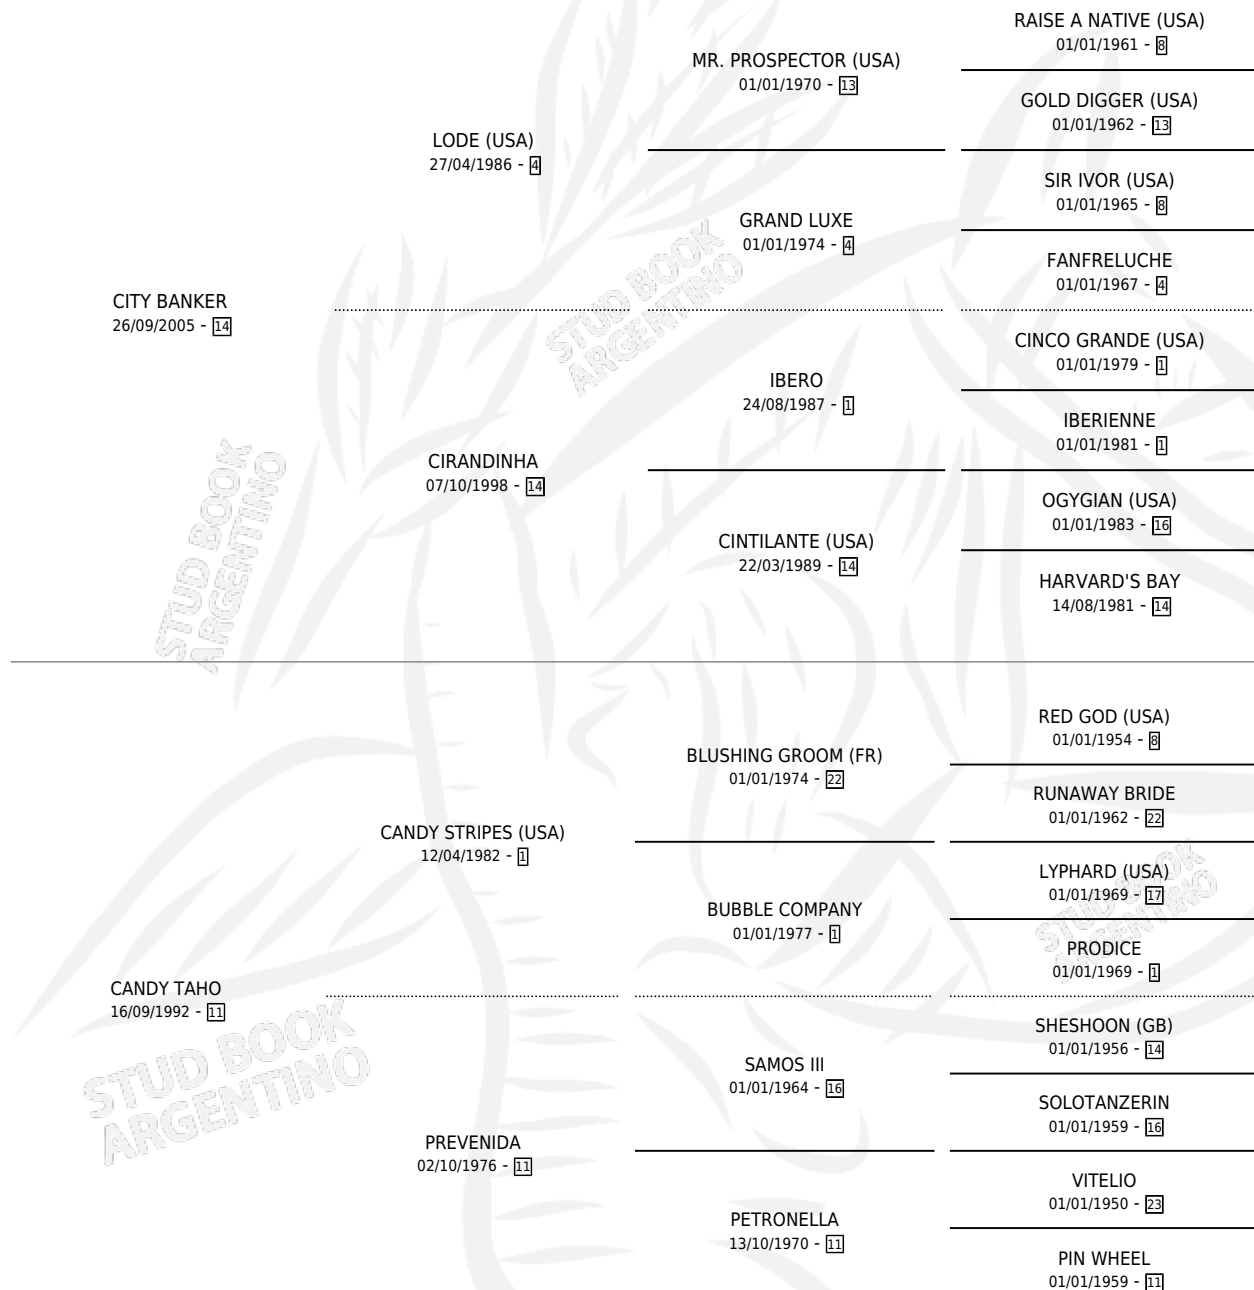 RAISE A NATIVE (USA)
01/01/1961 - 8
MR. PROSPECTOR (USA)
01/01/1970 - 13
GOLD DIGGER (USA)
01/01/1962 - 13
LODE (USA)
27/04/1986 - 4
SIR IVOR (USA)
01/01/1965 - 8
GRAND LUXE
01/01/1974 - 4
FANFRELUCHE
01/01/1967 - 4
CITY BANKER
26/09/2005 - 14
CINCO GRANDE (USA)
01/01/1979 - 1
IBERO
24/08/1987 - 1
IBERIENNE
01/01/1981 - 1
CIRANDINHA
07/10/1998 - 14
OGYGIAN (USA)
01/01/1983 - 16
CINTILANTE (USA)
22/03/1989 - 14
HARVARD'S BAY
14/08/1981 - 14
RED GOD (USA)
01/01/1954 - 8
BLUSHING GROOM (FR)
01/01/1974 - 22
RUNAWAY BRIDE
01/01/1962 - 22
CANDY STRIPES (USA)
12/04/1982 - 1
LYPHARD (USA)
01/01/1969 - 17
BUBBLE COMPANY
01/01/1977 - 1
PRODICE
01/01/1969 - 1
CANDY TAHO
16/09/1992 - 11
SHESHOON (GB)
01/01/1956 - 14
SAMOS III
01/01/1964 - 16
SOLOTANZERIN
01/01/1959 - 16
PREVENIDA
02/10/1976 - 11
VITELIO
01/01/1950 - 23
PETRONELLA
13/10/1970 - 11
PIN WHEEL
01/01/1959 - 11
STUD BOOK
ARGENTINO
STUD BOOK
ARGENTINO
STUD BOOK
ARGENTINO
STUD BOOK
ARGENTINO